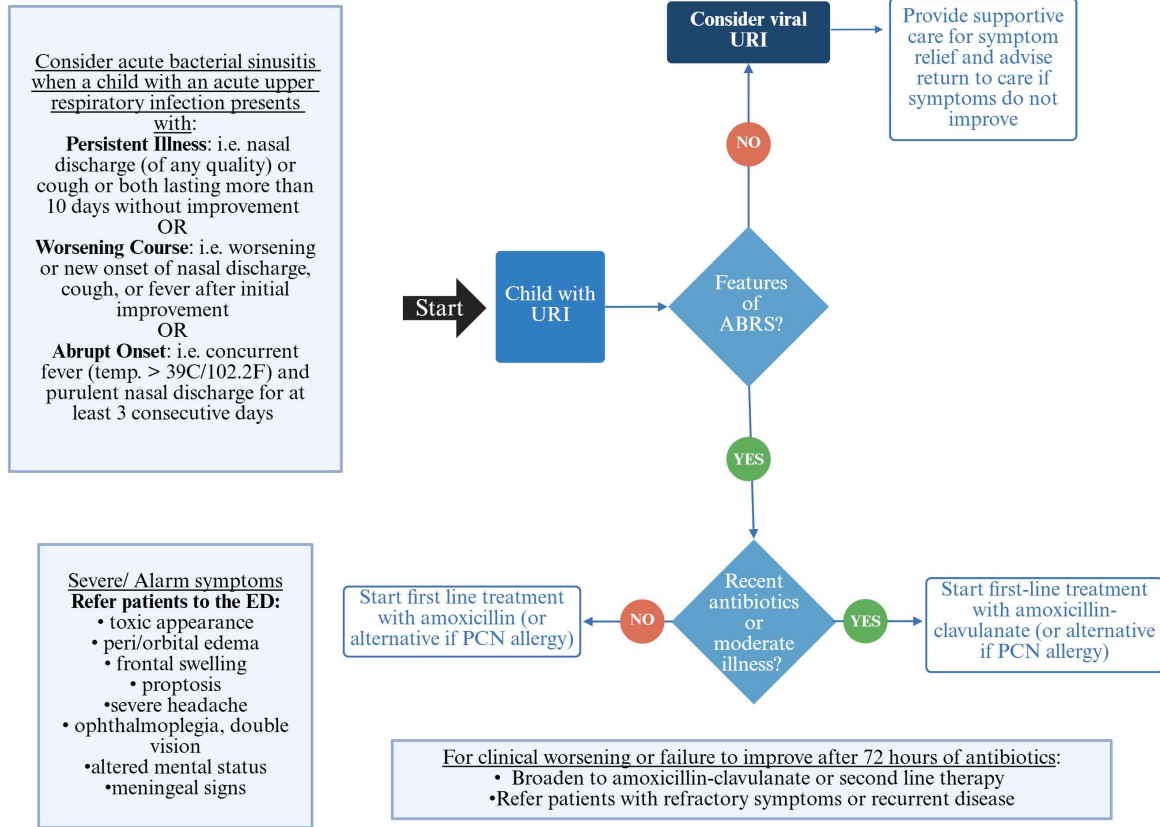 Consider acute bacterial sinusitis
when a child with an acute upper
respiratory infection presents
with:
Persistent Illness: i.e. nasal
discharge (of any quality) or
cough or both lasting more than
10 days without improvement
OR
Worsening Course: i.e. worsening
or new onset of nasal discharge,
cough, or fever after initial
improvement
OR
Abrupt Onset: i.e. concurrent
fever (temp. > 39C/102.2F) and
purulent nasal discharge for at
least 3 consecutive days
Consider viral
URI
Provide supportive
care for symptom
relief and advise
return to care if
symptoms do not
improve
NO
Start
Child with
URI
Features
of
ABRS?
YES
Severe/ Alarm symptoms
Refer patients to the ED:
• toxic appearance
• peri/orbital edema
• frontal swelling
• proptosis
•severe headache
• ophthalmoplegia, double
vision
•altered mental status
•meningeal signs
Start first line treatment
with amoxicillin (or
alternative if PCN allergy)
NO
Recent
antibiotics
or
moderate
illness?
YES
Start first-line treatment
with amoxicillin-
clavulanate (or alternative
if PCN allergy)
For clinical worsening or failure to improve after 72 hours of antibiotics:
• Broaden to amoxicillin-clavulanate or second line therapy
•Refer patients with refractory symptoms or recurrent disease